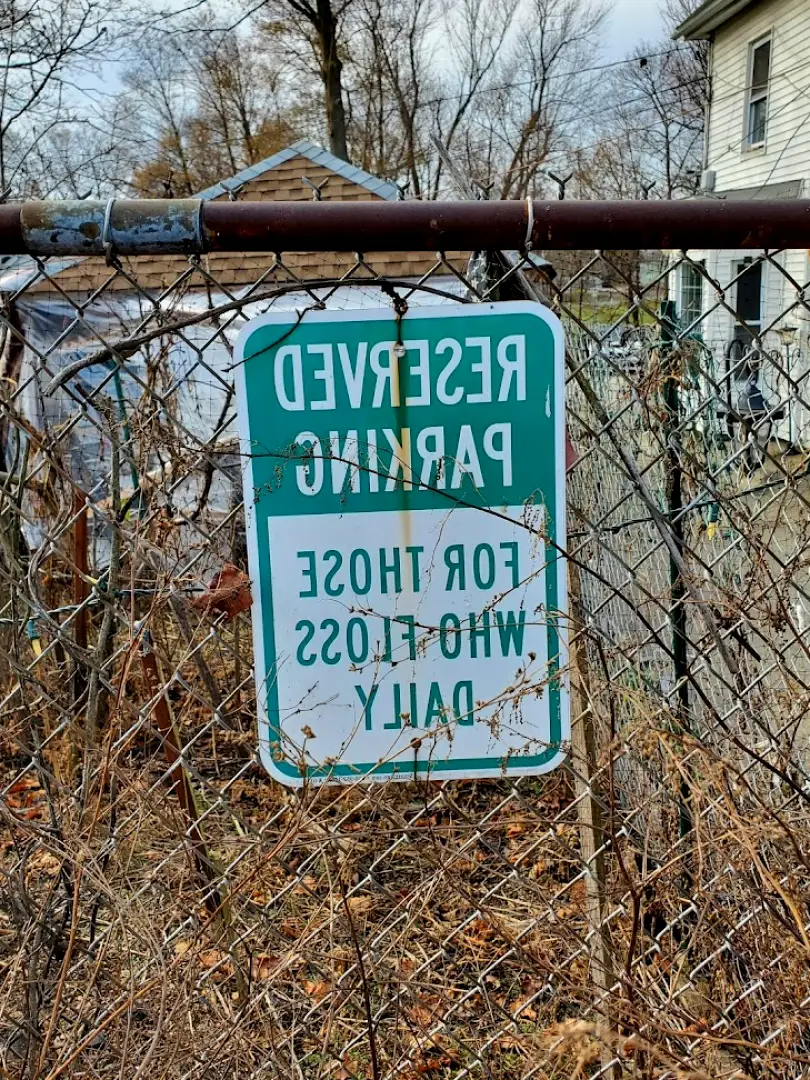 RESERVED
PARKING
FOR THOSE
WHO FLOSS
DAILY